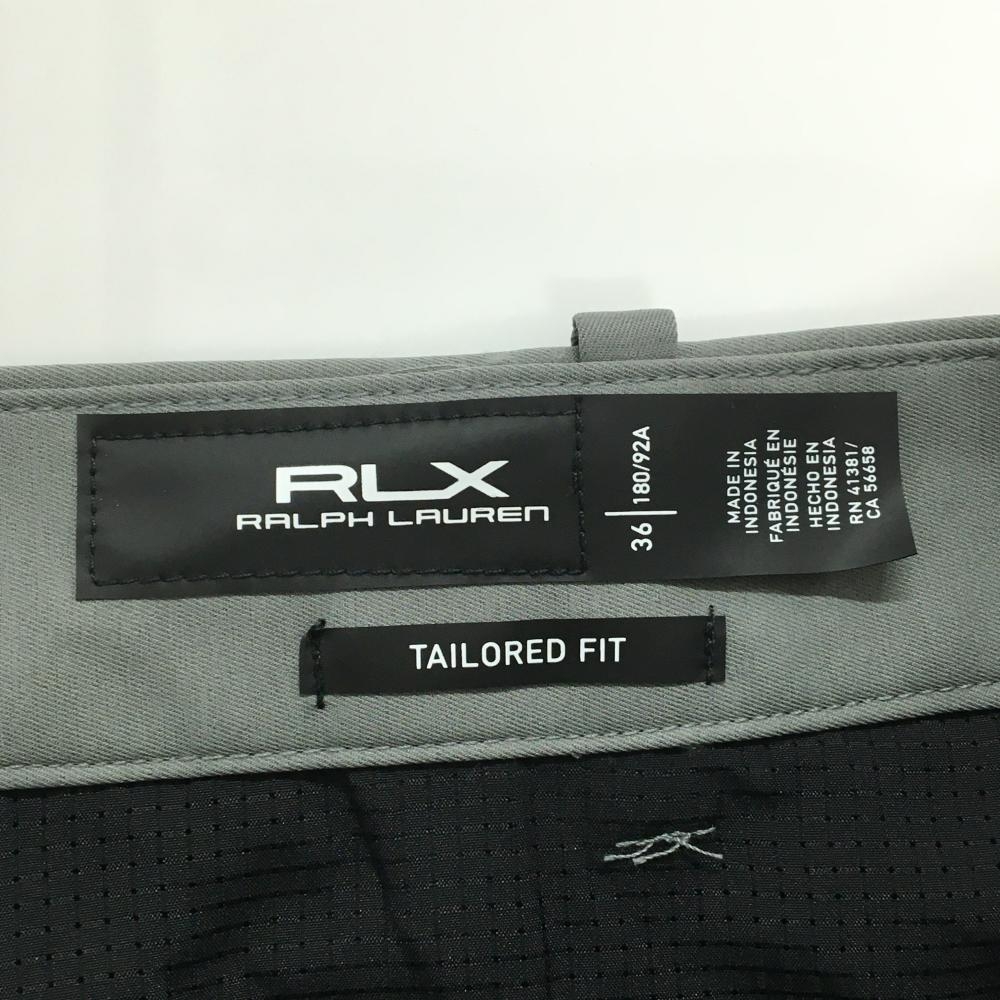 RLX
RALPH LAUREN
36 | 180/92A
MADE IN
INDONESIA
FABRIQUÉ EN
INDONÉSIE
HECHO EN
INDONESIA
RN 41381/
CA 56658
TAILORED FIT